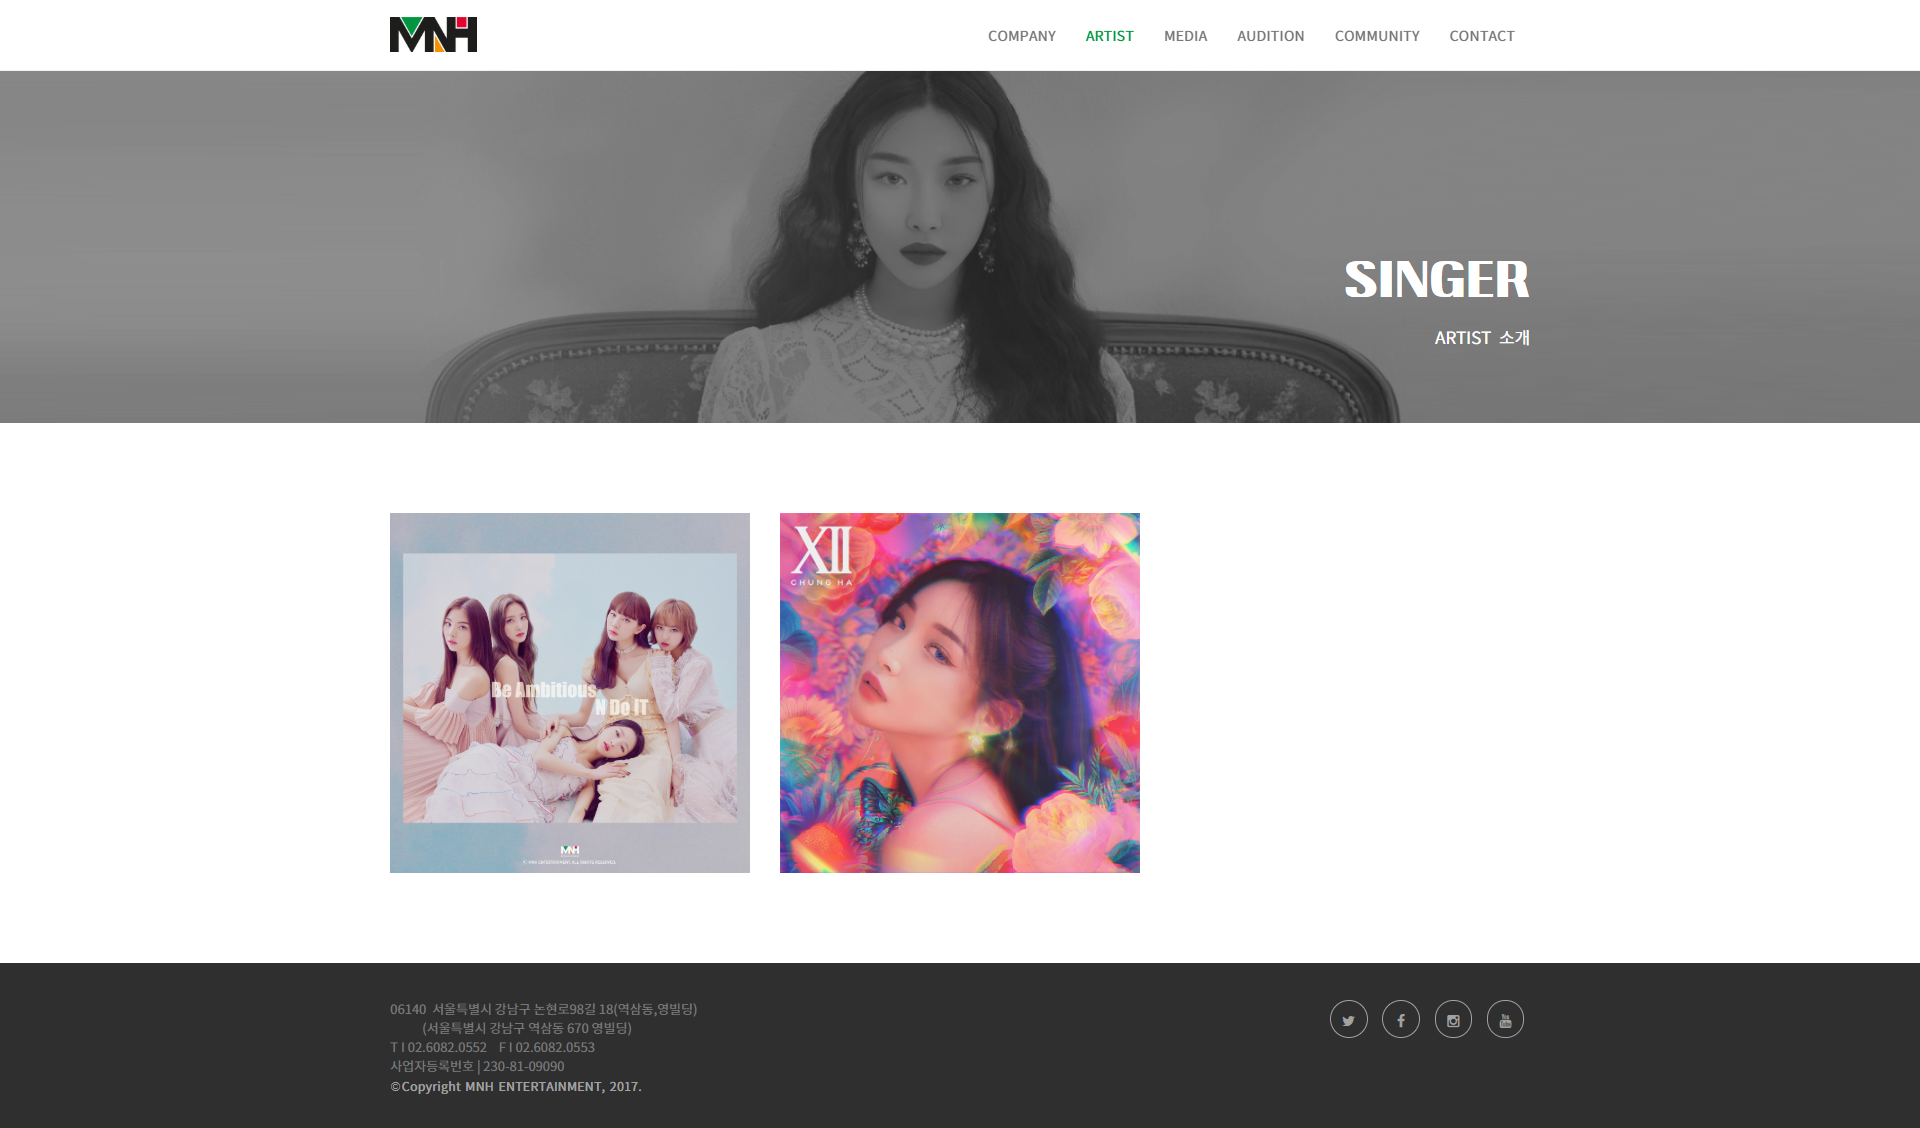 MNH
COMPANY
ARTIST
MEDIA
AUDITION
COMMUNITY
CONTACT
SINGER
ARTIST 소개
Be Ambitious
N Do IT
MNH
XII
CHUNG HA
06140 서울특별시 강남구 논현로98길 18(역삼동,영빌딩)
(서울특별시 강남구 역삼동 670 영빌딩)
T I 02.6082.0552 F I 02.6082.0553
사업자등록번호 | 230-81-09090
©Copyright MNH ENTERTAINMENT, 2017.
You
Tube